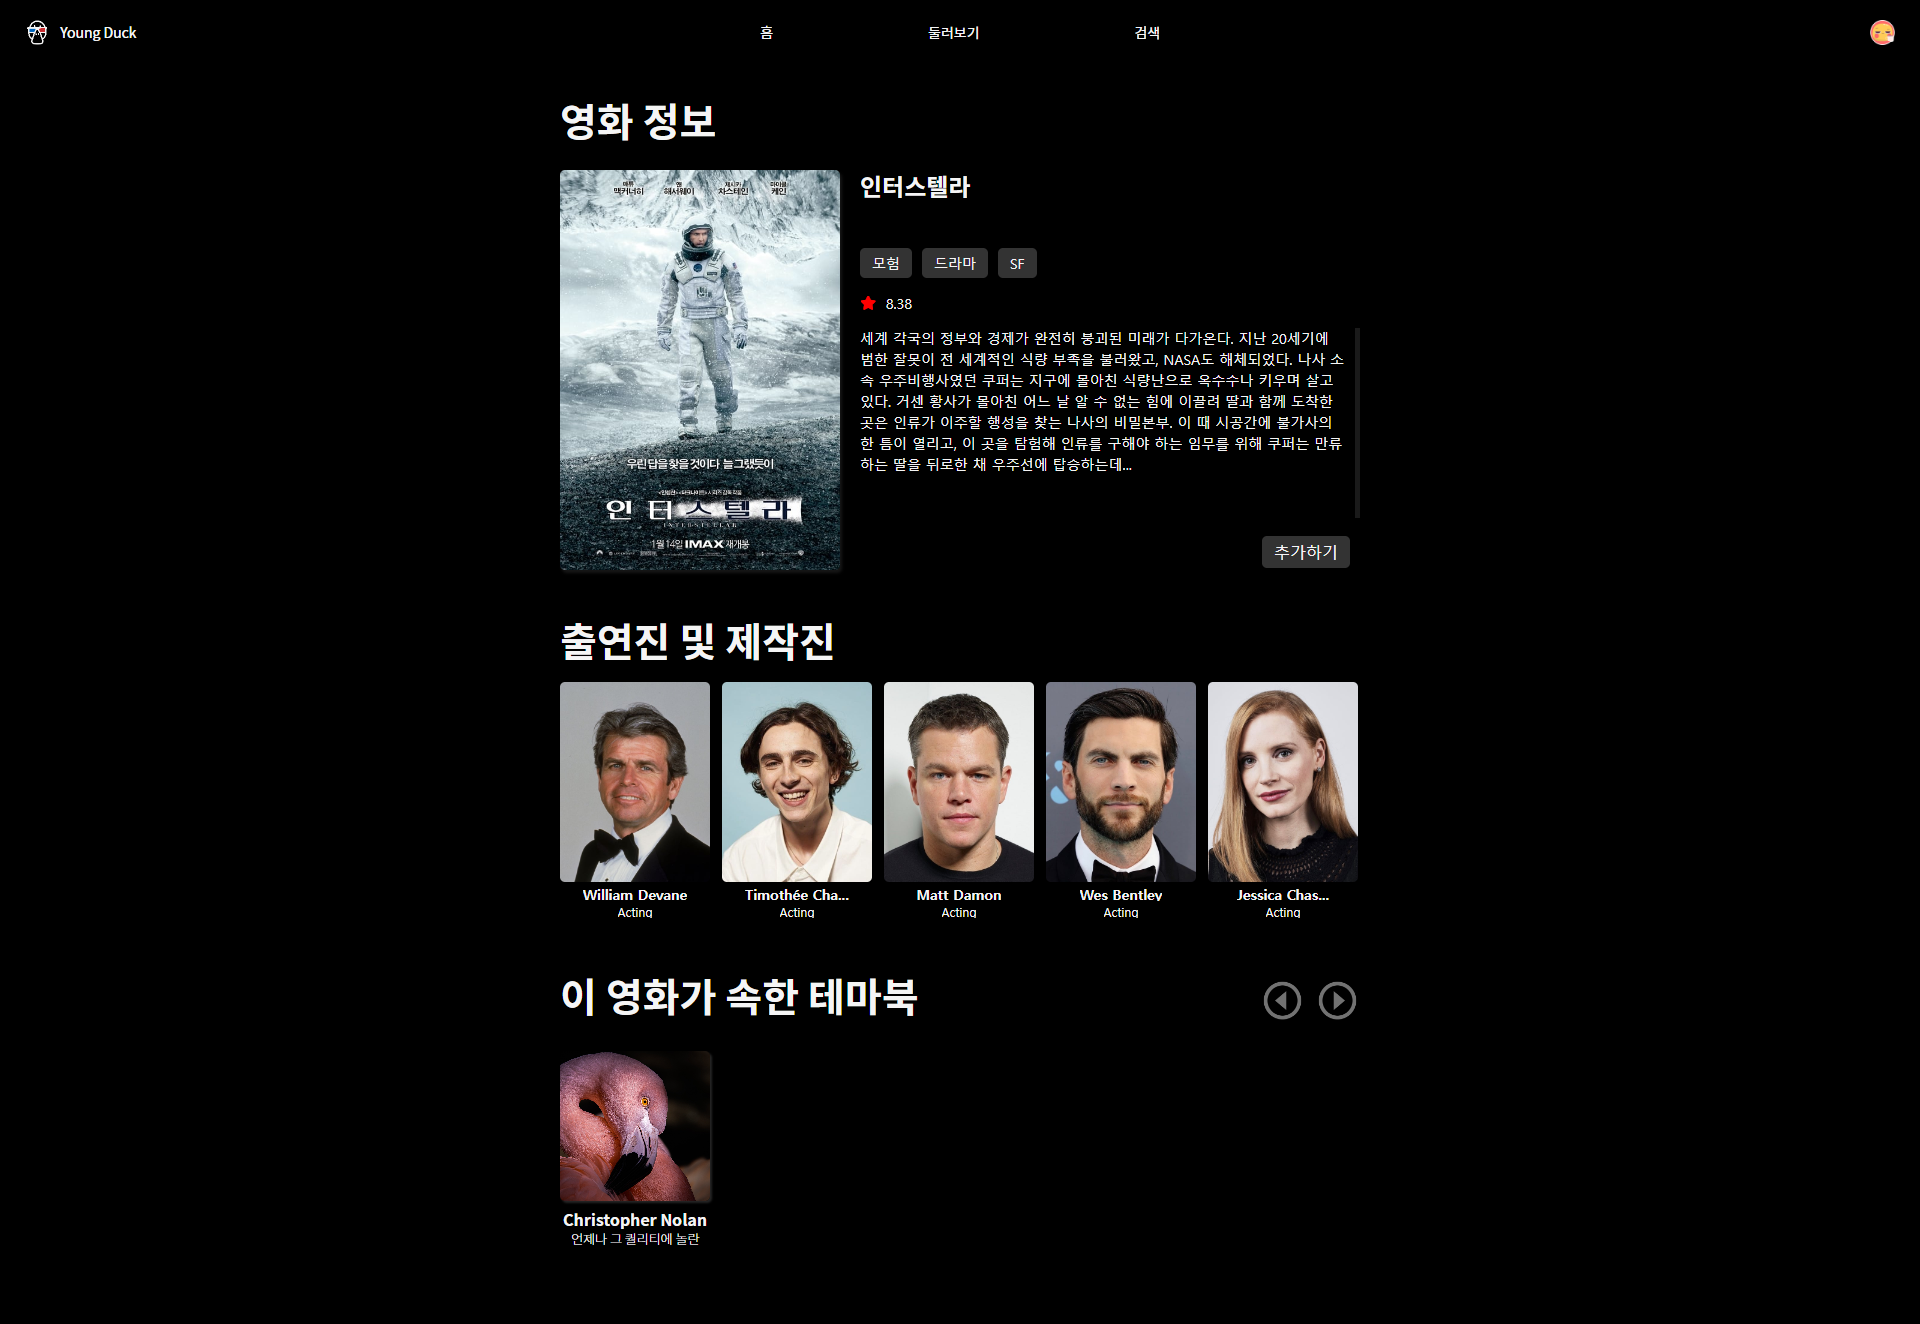 Young Duck
홈
둘러보기
검색
영화 정보
매튜 맥커너히
앤 해서웨이
제시카 차스테인
마이클 케인
우린 답을 찾을 것이다 늘 그랬듯이
인터스텔라
INTERSTELLAR
1월 14일 IMAX 재개봉
인터스텔라
모험
드라마
SF
8.38
세계 각국의 정부와 경제가 완전히 붕괴된 미래가 다가온다. 지난 20세기에
범한 잘못이 전 세계적인 식량 부족을 불러왔고, NASA도 해체되었다. 나사 소
속 우주비행사였던 쿠퍼는 지구에 몰아친 식량난으로 옥수수나 키우며 살고
있다. 거센 황사가 몰아친 어느 날 알 수 없는 힘에 이끌려 딸과 함께 도착한
곳은 인류가 이주할 행성을 찾는 나사의 비밀본부. 이 때 시공간에 불가사의
한 틈이 열리고, 이 곳을 탐험해 인류를 구해야 하는 임무를 위해 쿠퍼는 만류
하는 딸을 뒤로한 채 우주선에 탑승하는데...
추가하기
출연진 및 제작진
William Devane
Acting
Timothée Cha...
Acting
Matt Damon
Acting
Wes Bentley
Acting
Jessica Chas...
Acting
이 영화가 속한 테마북
Christopher Nolan
언제나 그 퀄리티에 놀란